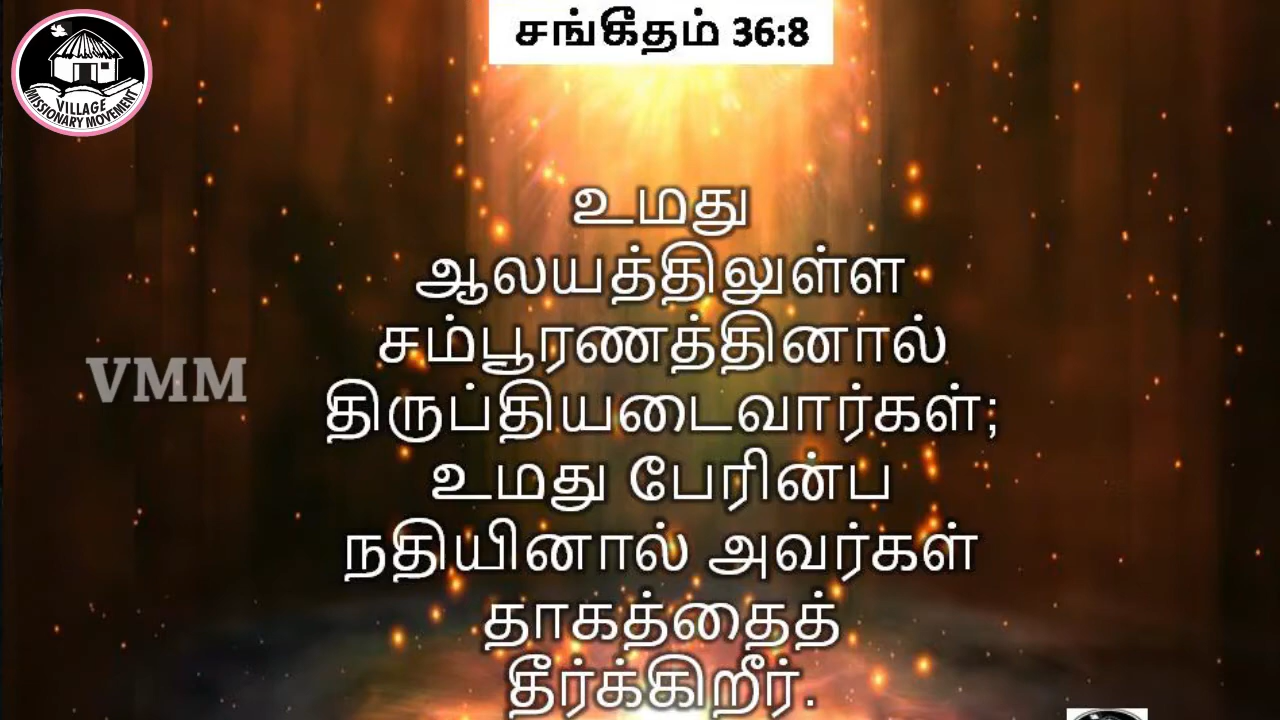 சங்கீதம் 36:8
VILLAGE
MISSIONARY MOVEMENT
உமது
ஆலயத்திலுள்ள
சம்பூரணத்தினால்
VMM
திருப்தியடைவார்கள்;
உமது பேரின்ப
நதியினால் அவர்கள்
தாகத்தைத்
தீர்க்கிறீர்.